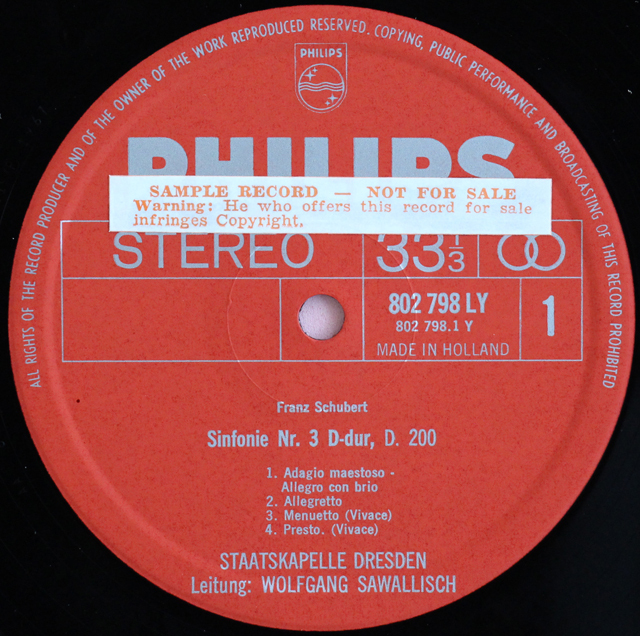 ALL RIGHTS OF THE RECORD PRODUCER AND OF THE OWNER OF THE WORK REPRODUCED RESERVED. COPYING, PUBLIC PERFORMANCE AND BROADCASTING OF THIS RECORD PROHIBITED
PHILIPS
PHILIPS
SAMPLE RECORD — NOT FOR SALE
Warning: He who offers this record for sale
infringes Copyright.
STEREO 33 1/3
802 798 LY 1
802 798.1 Y
MADE IN HOLLAND
Franz Schubert
Sinfonie Nr. 3 D-dur, D. 200
1. Adagio maestoso -
Allegro con brio
2. Allegretto
3. Menuetto (Vivace)
4. Presto. (Vivace)
STAATSKAPELLE DRESDEN
Leitung: WOLFGANG SAWALLISCH